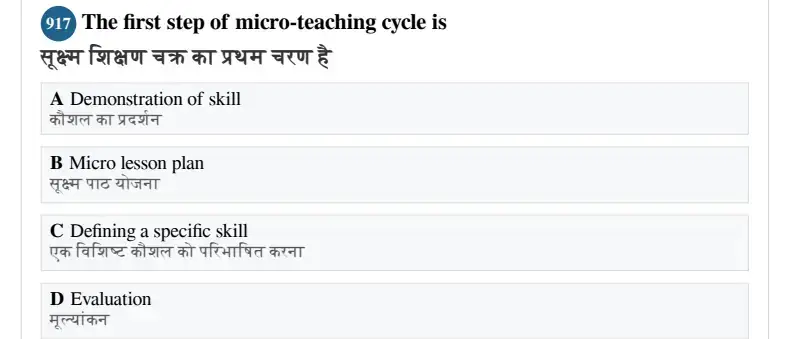 917 The first step of micro-teaching cycle is
सूक्ष्म शिक्षण चक्र का प्रथम चरण है
A Demonstration of skill
कौशल का प्रदर्शन
B Micro lesson plan
सूक्ष्म पाठ योजना
C Defining a specific skill
एक विशिष्ट कौशल को परिभाषित करना
D Evaluation
मूल्यांकन